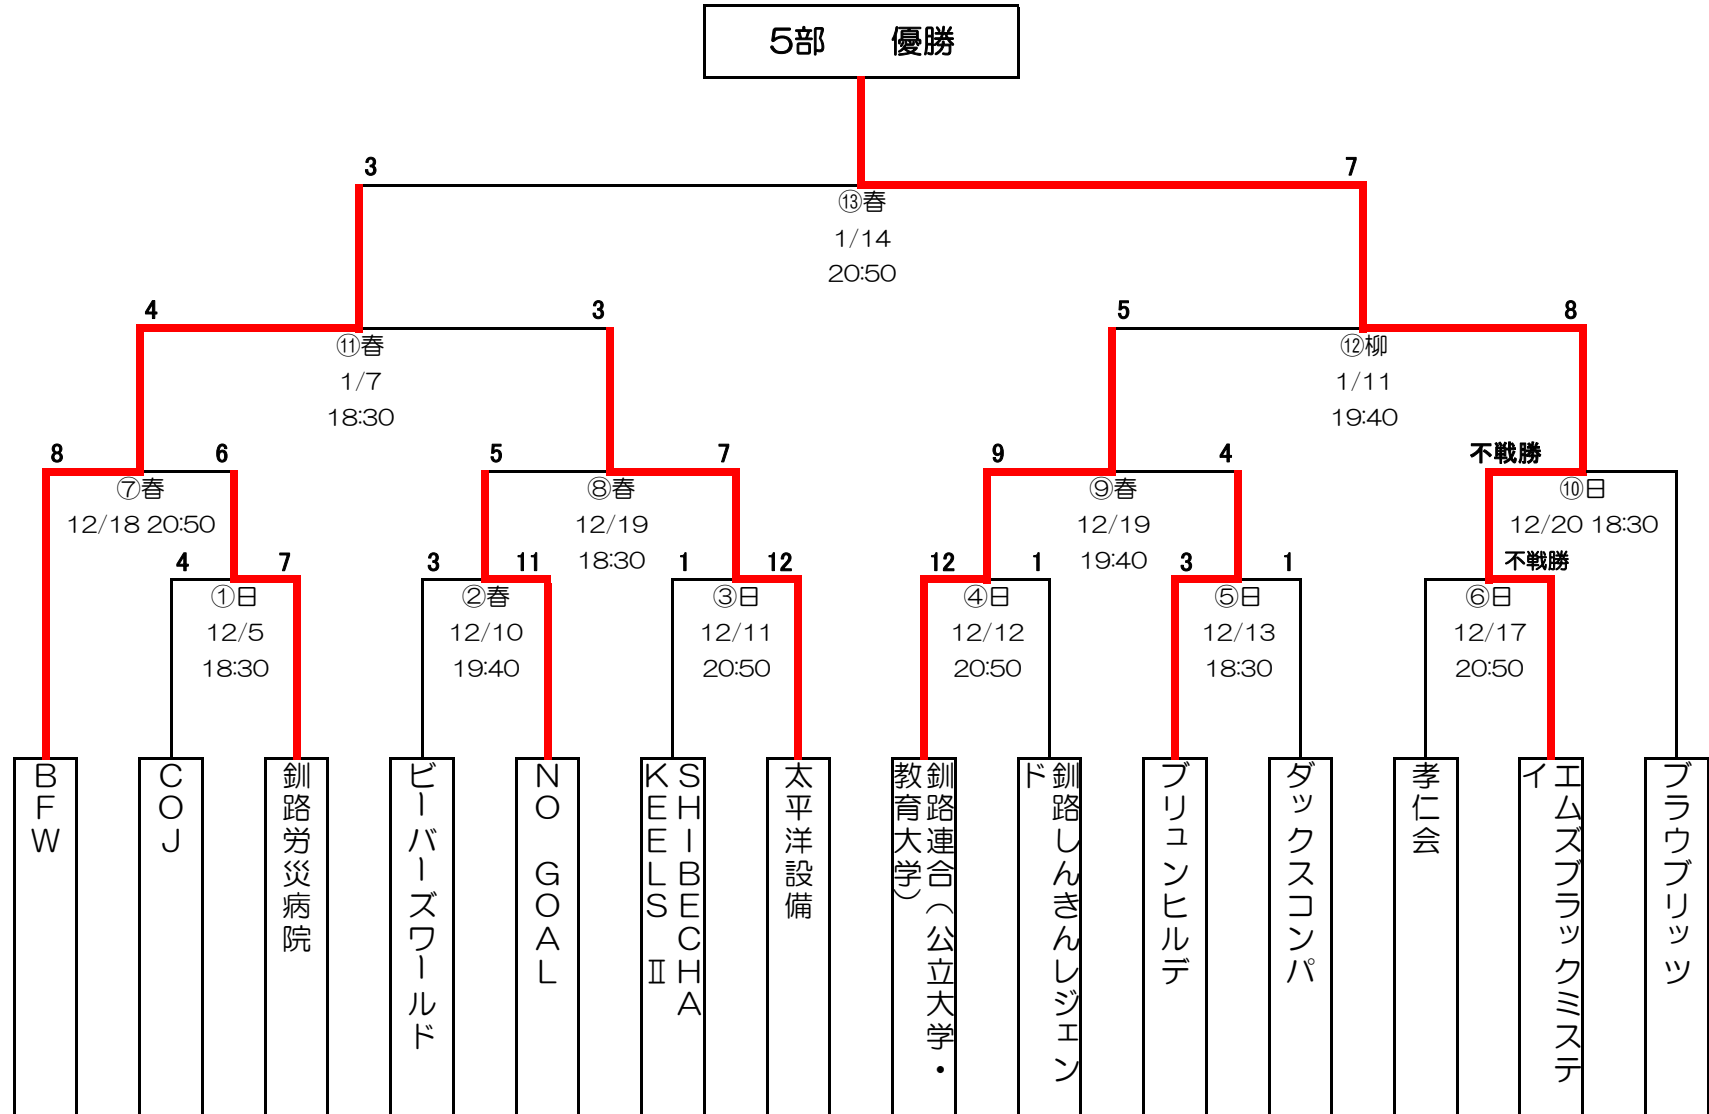 5部　優勝
3
7
⑬春
1/14
20:50
4
3
5
8
⑪春
1/7
18:30
⑫柳
1/11
19:40
8
6
5
7
9
4
不戦勝
⑦春
12/18 20:50
⑧春
12/19
18:30
⑨春
12/19
19:40
⑩日
12/20 18:30
4
7
3
11
1
12
12
1
3
1
不戦勝
①日
12/5
18:30
②春
12/10
19:40
③日
12/11
20:50
④日
12/12
20:50
⑤日
12/13
18:30
⑥日
12/17
20:50
BFW
COJ
釧路労災病院
ビーバーズワールド
NO　GOAL
SHIBECHA
KEELS　Ⅱ
太平洋設備
釧路連合（公立大学・
教育大学）
釧路しんきんレジェン
ド
ブリュンヒルデ
ダックスコンパ
孝仁会
エムズブラックミステ
イ
ブラウブリッツ